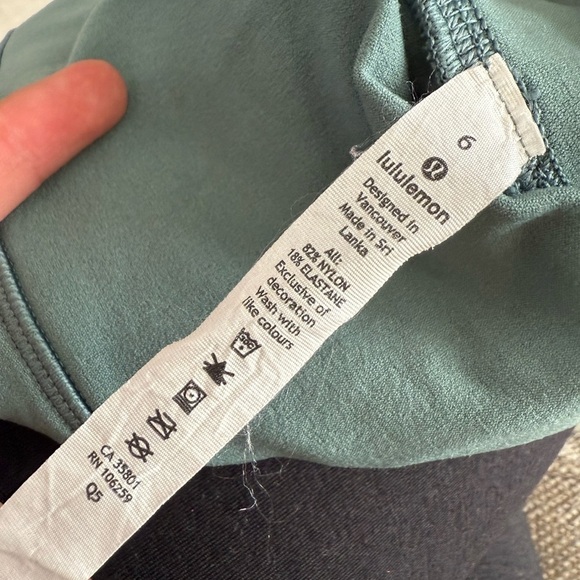 6
lululemon
Designed in
Vancouver
Made in Sri
Lanka
All:
82% NYLON
18% ELASTANE
Exclusive of
decoration
Wash with
like colours
CA 35801
RN 106259
Q5